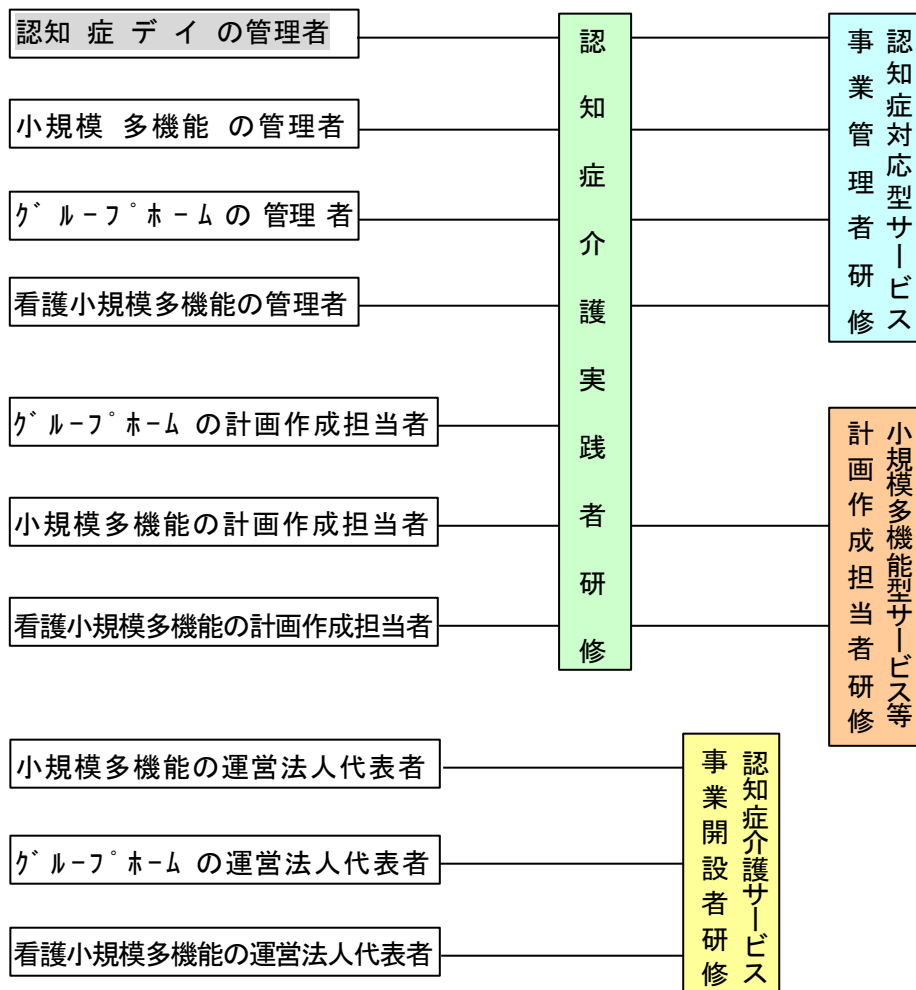 認知 症 デ イ の管理者
小規模 多機能 の管理者
ｸﾞﾙｰﾌﾟﾎｰﾑの 管理 者
看護小規模多機能の管理者
ｸﾞﾙｰﾌﾟﾎｰﾑ の計画作成担当者
小規模多機能の計画作成担当者
看護小規模多機能の計画作成担当者
小規模多機能の運営法人代表者
ｸﾞﾙｰﾌﾟﾎｰﾑ の運営法人代表者
看護小規模多機能の運営法人代表者
認知症介護実践者研修
認知症対応型サービス
事業管理者研修
小規模多機能型サービス等
計画作成担当者研修
認知症介護サービス
事業開設者研修